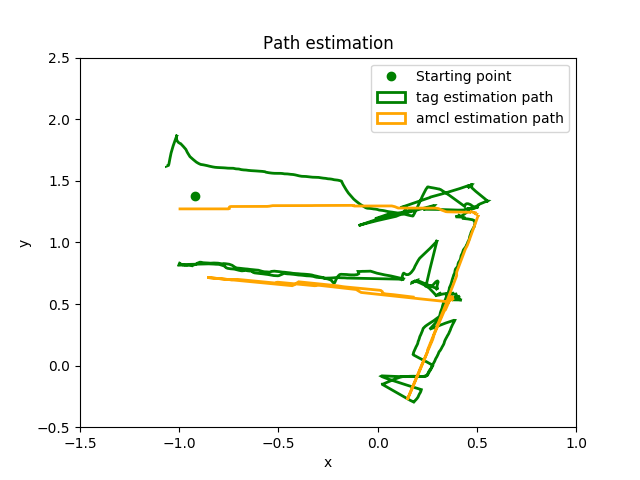 Path estimation
Starting point
tag estimation path
amcl estimation path
2.5
2.0
1.5
1.0
0.5
0.0
−0.5
y
−1.5
−1.0
−0.5
0.0
0.5
1.0
x